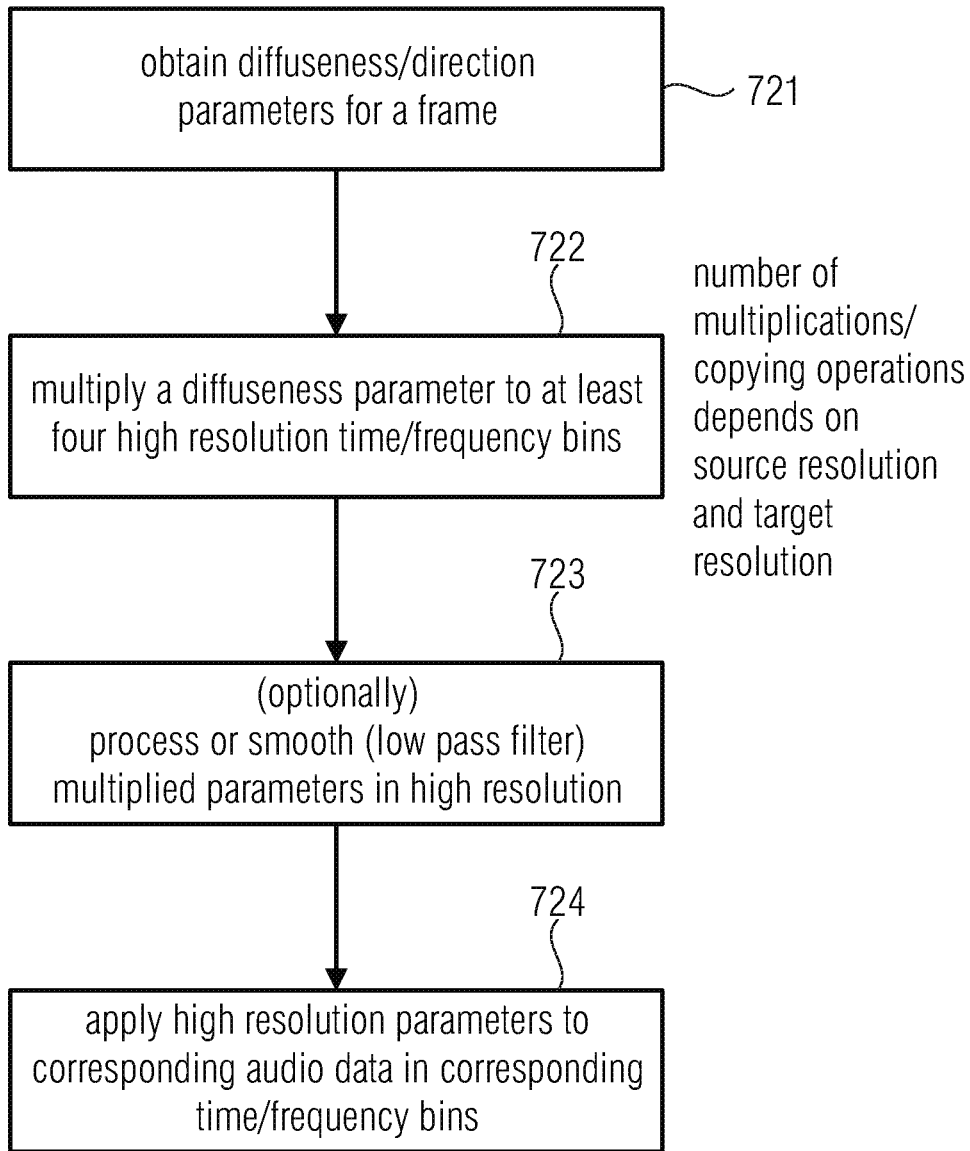 obtain diffuseness/direction
parameters for a frame
721
722
multiply a diffuseness parameter to at least
four high resolution time/frequency bins
number of
multiplications/
copying operations
depends on
source resolution
and target
resolution
723
(optionally)
process or smooth (low pass filter)
multiplied parameters in high resolution
724
apply high resolution parameters to
corresponding audio data in corresponding
time/frequency bins